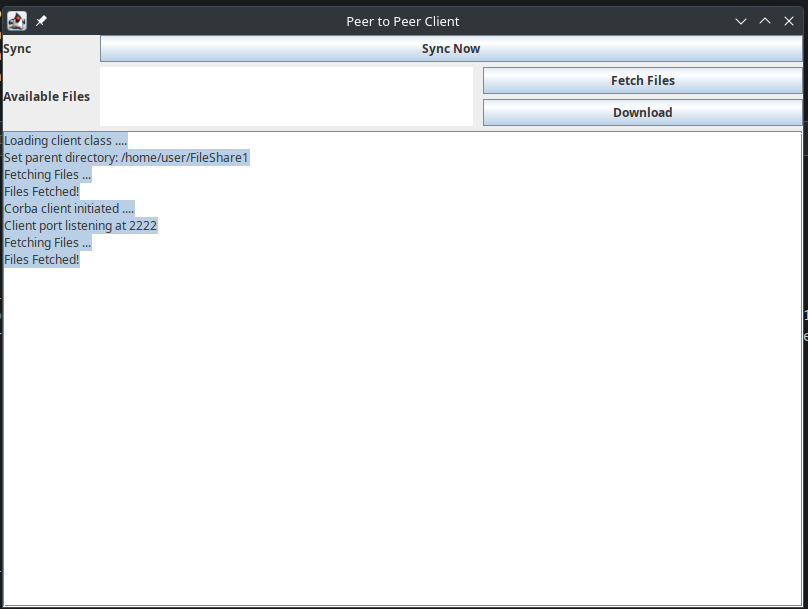 Peer to Peer Client
Sync
Sync Now
Available Files
Fetch Files
Download
Loading client class ....
Set parent directory: /home/user/FileShare1
Fetching Files ...
Files Fetched!
Corba client initiated ....
Client port listening at 2222
Fetching Files ...
Files Fetched!